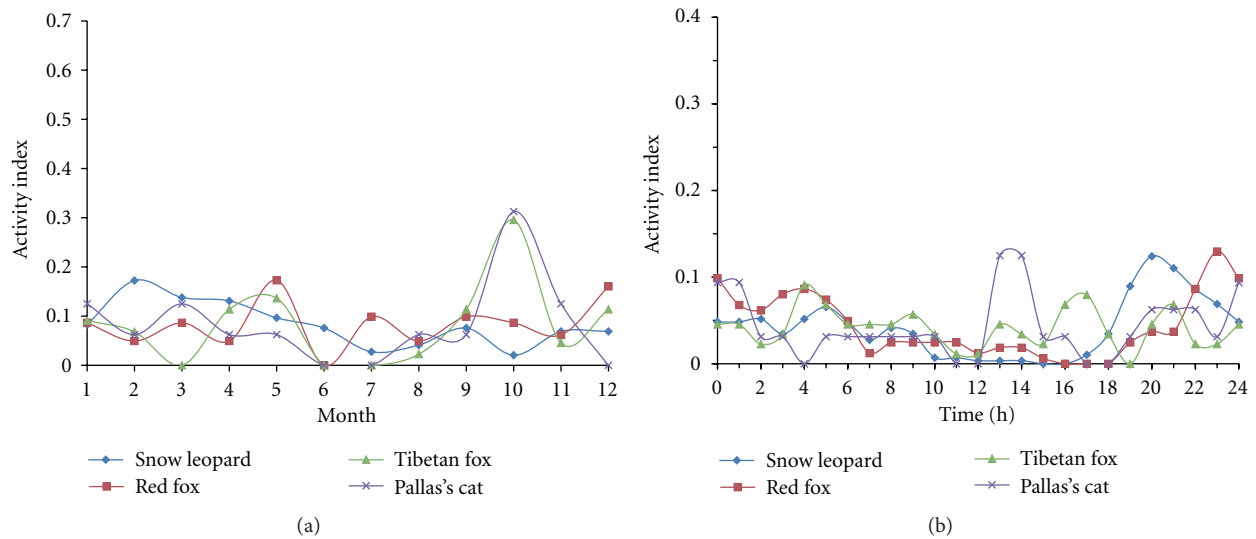 0.7
0.6
0.5
0.4
0.3
0.2
0.1
0
Activity index
1 2 3 4 5 6 7 8 9 10 11 12
Month
Snow leopard
Red fox
Tibetan fox
Pallas's cat
(a)
0.4
0.3
0.2
0.1
0
Activity index
0 2 4 6 8 10 12 14 16 18 20 22 24
Time (h)
Snow leopard
Red fox
Tibetan fox
Pallas's cat
(b)